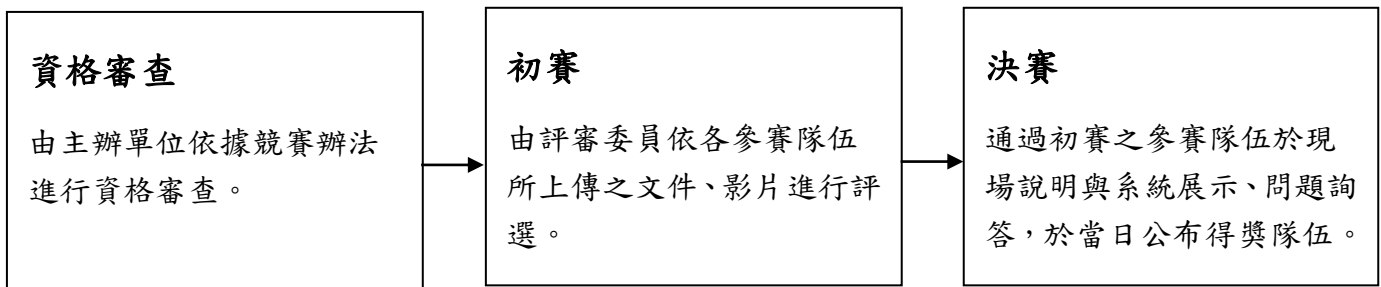 資格審查
由主辦單位依據競賽辦法
進行資格審查。
初賽
由評審委員依各參賽隊伍
所上傳之文件、影片進行評
選。
決賽
通過初賽之參賽隊伍於現
場說明與系統展示、問題詢
答，於當日公布得獎隊伍。